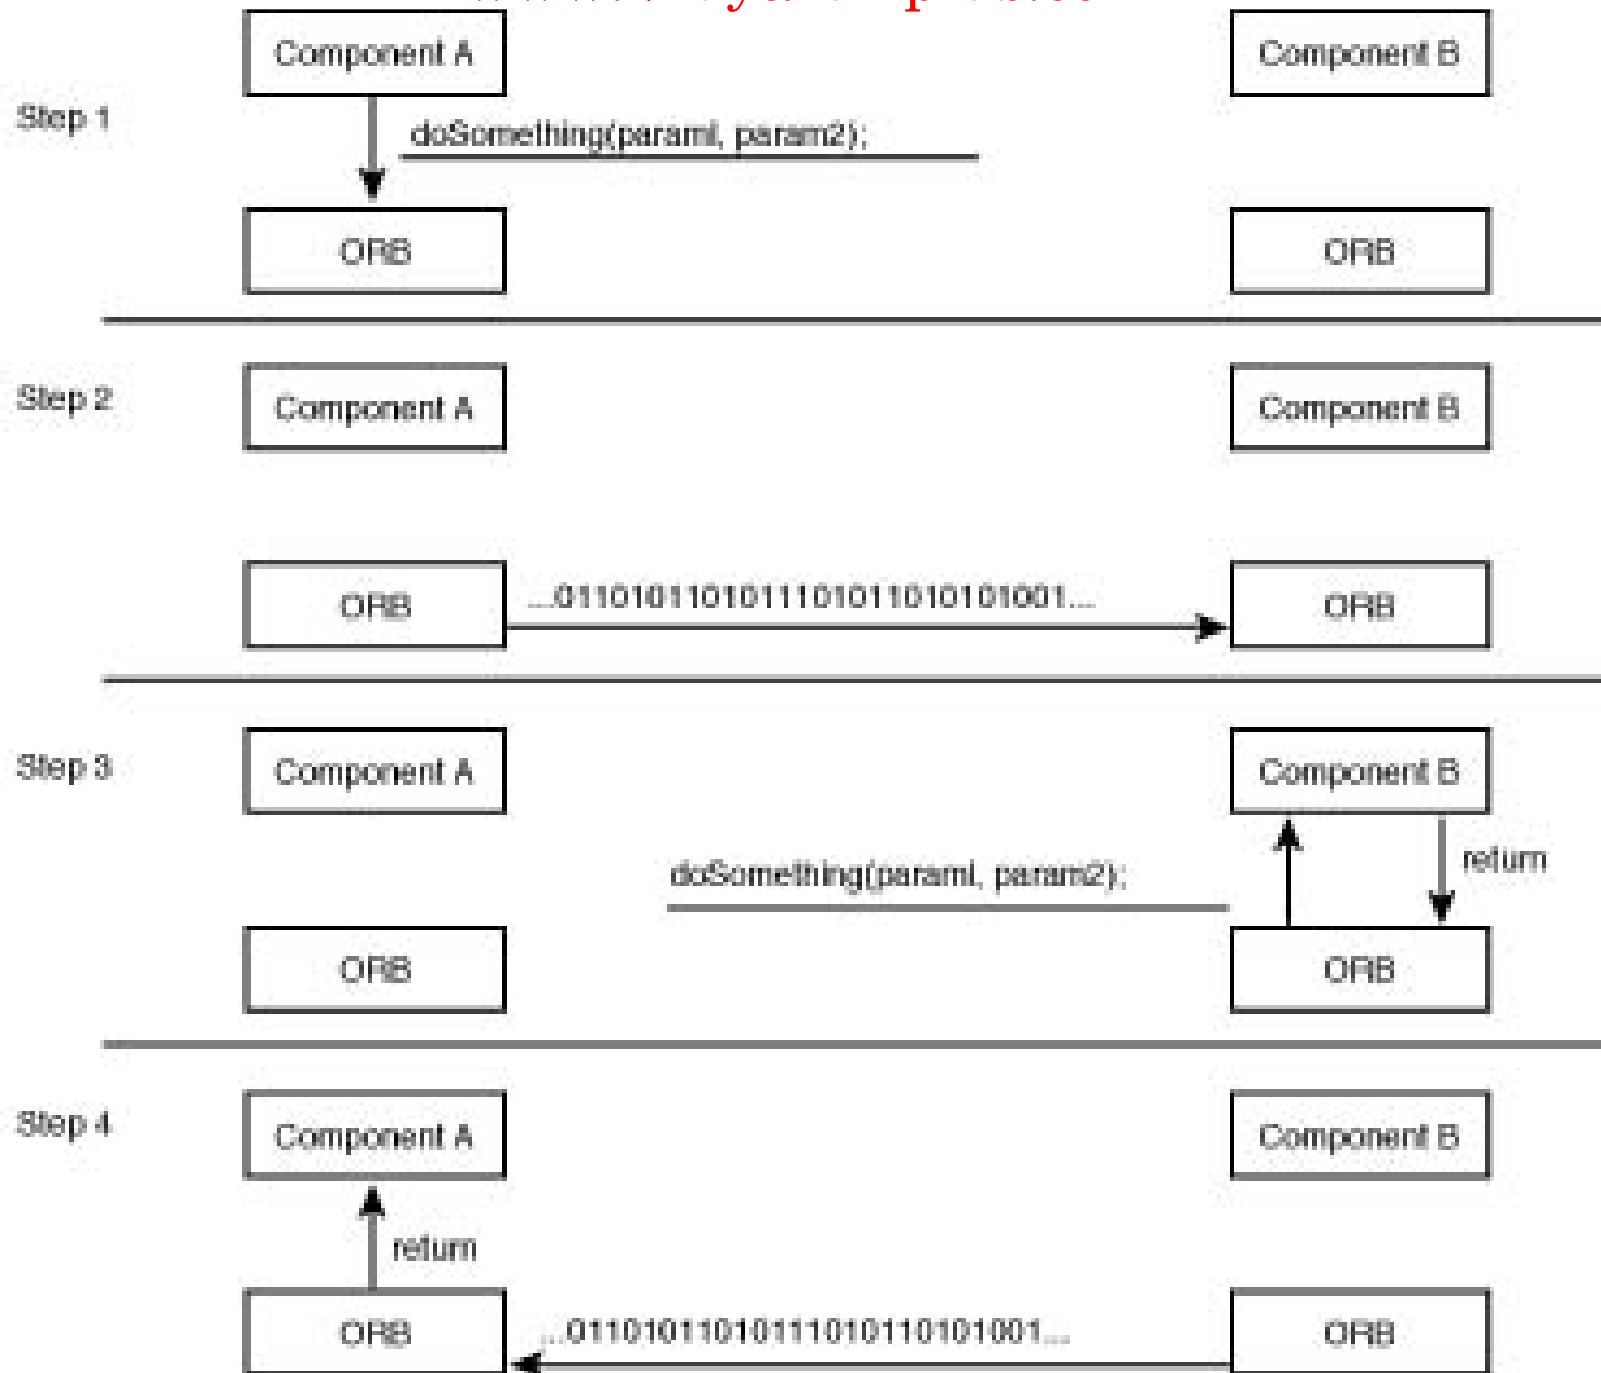 Component A
Component B
Step 1
doSomething(paraml, param2);
ORB
ORB
Step 2
Component A
Component B
ORB
...0110101101011101011010101001...
ORB
Step 3
Component A
Component B
doSomething(paraml, param2);
return
ORB
ORB
Step 4
Component A
Component B
return
ORB
...01101011010111010110101001...
ORB